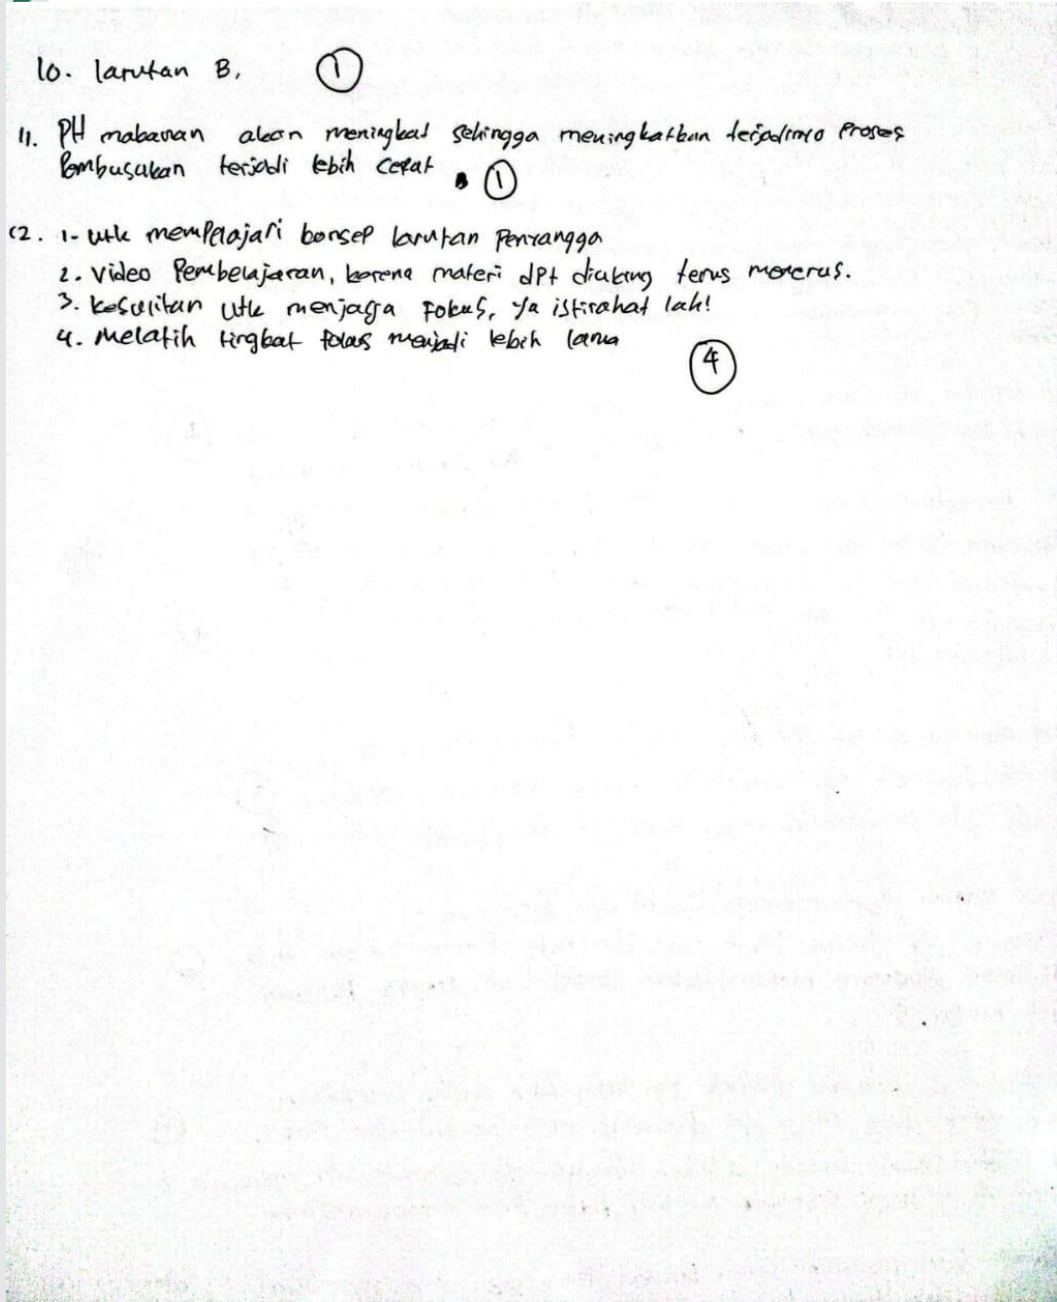 10. larutan B, ①
11. PH makanan akan meningkat sehingga meningkatkan terjadinya Proses
Pembusukan terjadi lebih cepat. ①
12. 1- utk mempelajari konsep larutan Penyangga
2. Video Pembelajaran, karena materi dPt diulang terus menerus.
3. kesulitan utk menjaga Fokus, Ya istirahat lah!
4. Melatih tingkat fokus menjadi lebih lama
④